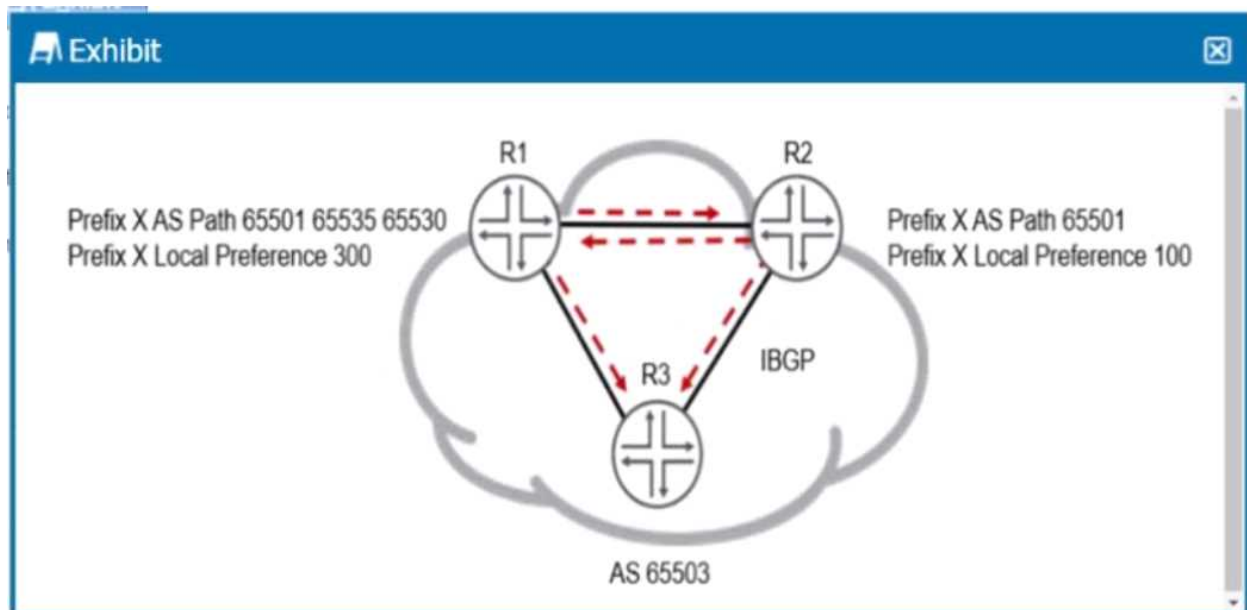 Exhibit
R1
R2
Prefix X AS Path 65501 65535 65530
Prefix X Local Preference 300
Prefix X AS Path 65501
Prefix X Local Preference 100
IBGP
R3
AS 65503